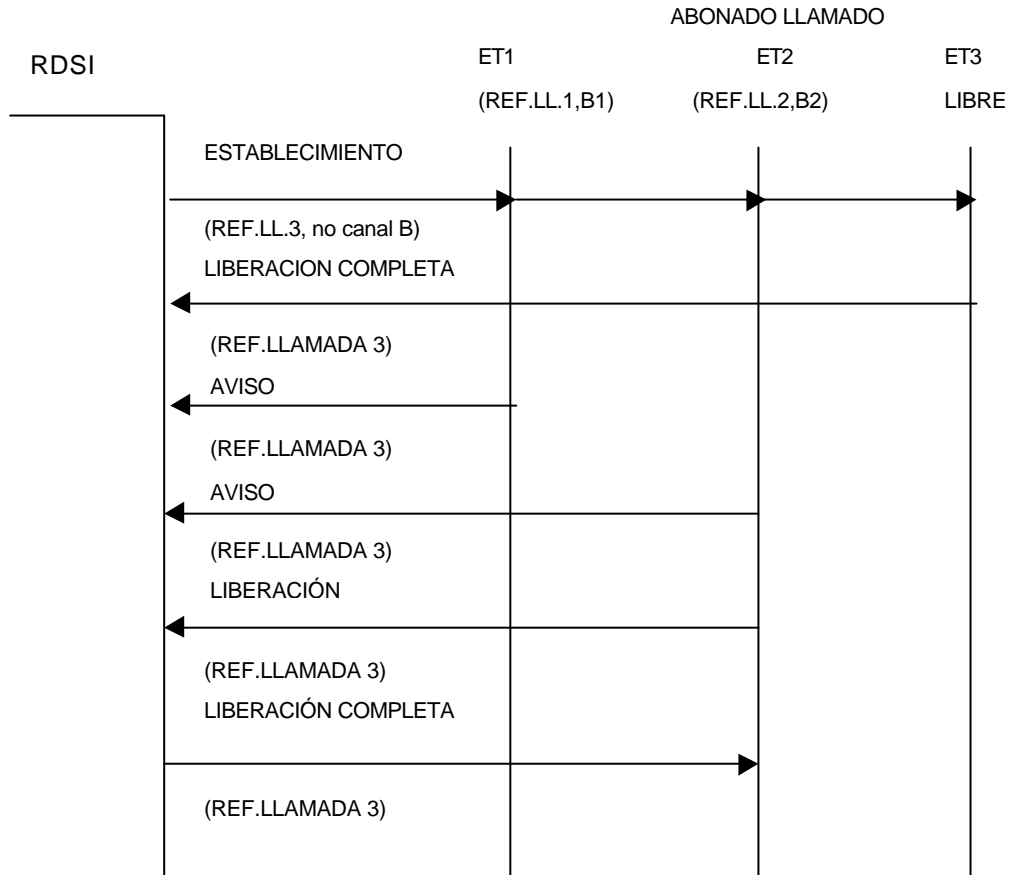 ABONADO LLAMADO
RDSI
ET1 ET2 ET3
(REF.LL.1,B1) (REF.LL.2,B2) LIBRE
ESTABLECIMIENTO
(REF.LL.3, no canal B)
LIBERACION COMPLETA
(REF.LLAMADA 3)
AVISO
(REF.LLAMADA 3)
AVISO
(REF.LLAMADA 3)
LIBERACIÓN
(REF.LLAMADA 3)
LIBERACIÓN COMPLETA
(REF.LLAMADA 3)